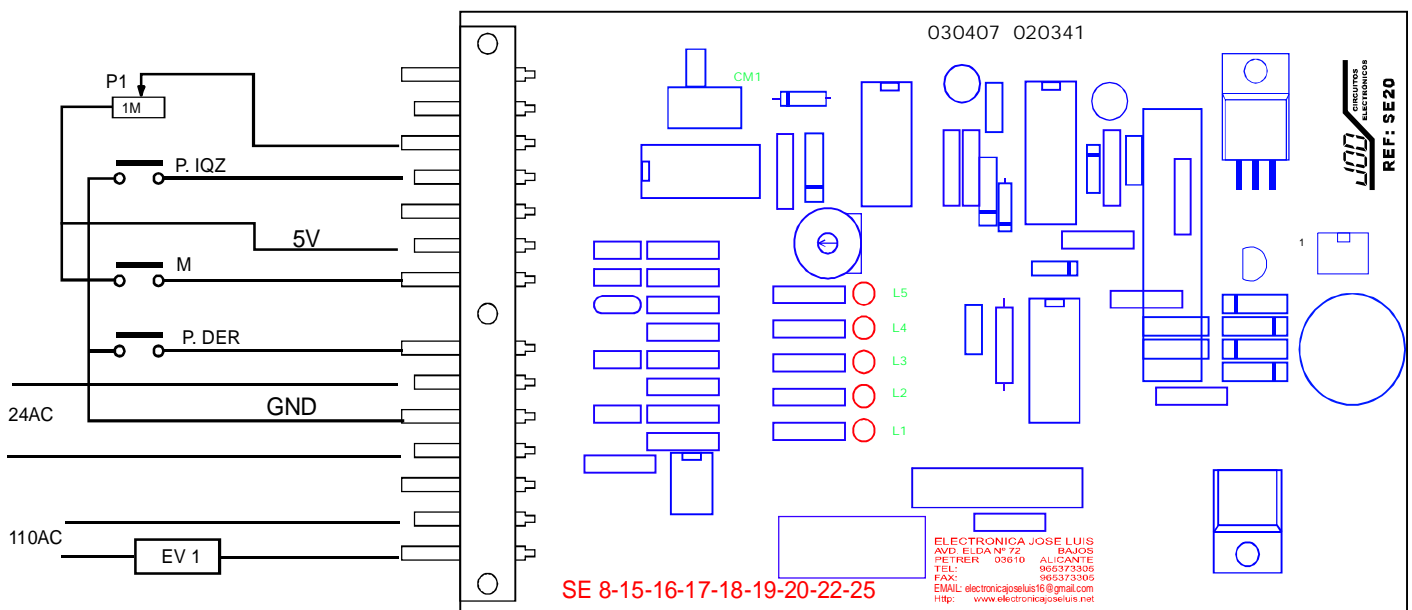 030407 020341
P1
1M
CM1
CIRCUITOS
ELECTRONICOS
REF: SE20
P. IQZ
5V
M
1
P. DER
L5
L4
L3
L2
L1
24AC
GND
110AC
EV 1
SE 8-15-16-17-18-19-20-22-25
ELECTRONICA JOSE LUIS
AVD. ELDA Nº 72 BAJOS
PETRER 03610 ALICANTE
TEL: 965373305
FAX: 965373305
EMAIL: electronicajoseluis16@gmail.com
Http: www.electronicajoseluis.net